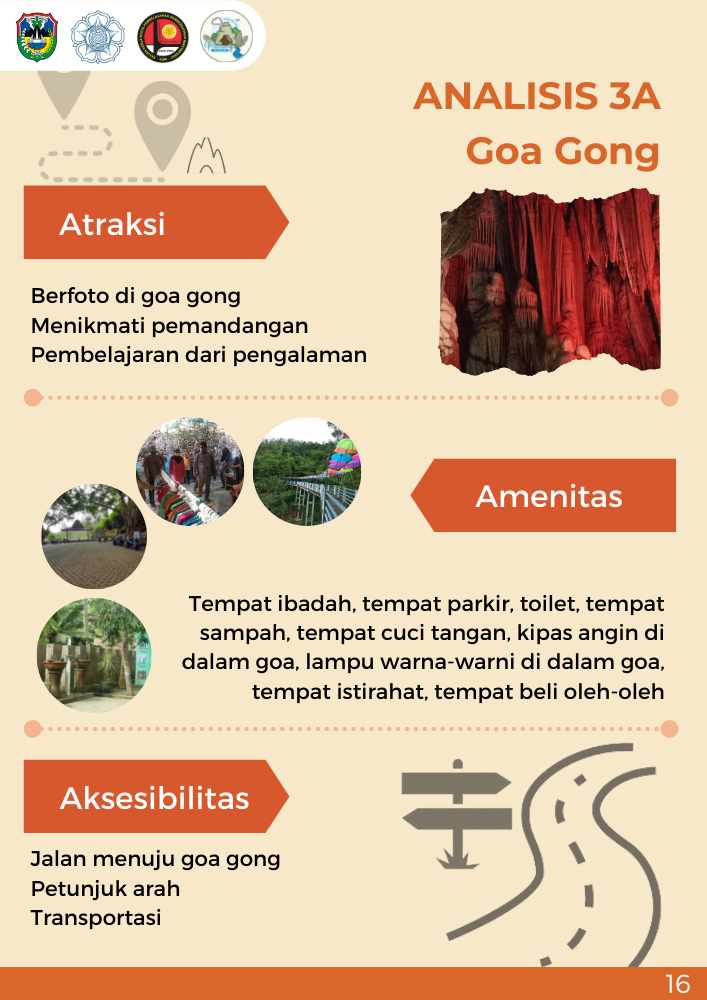 ANALISIS 3A
Goa Gong
Atraksi
Berfoto di goa gong
Menikmati pemandangan
Pembelajaran dari pengalaman
Amenitas
Tempat ibadah, tempat parkir, toilet, tempat
sampah, tempat cuci tangan, kipas angin di
dalam goa, lampu warna-warni di dalam goa,
tempat istirahat, tempat beli oleh-oleh
Aksesibilitas
Jalan menuju goa gong
Petunjuk arah
Transportasi
16